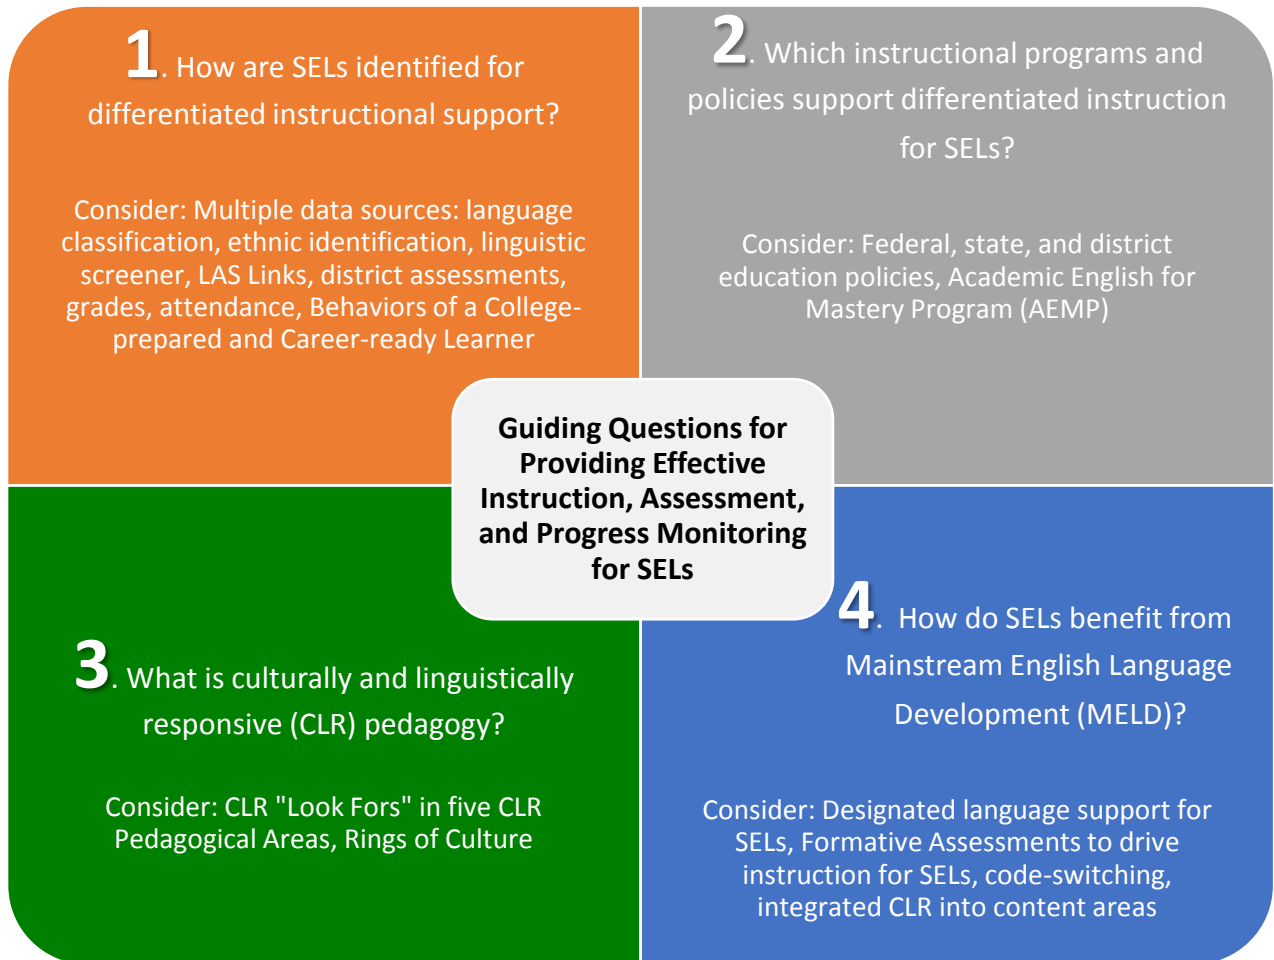 1. How are SELs identified for
differentiated instructional support?
Consider: Multiple data sources: language
classification, ethnic identification, linguistic
screener, LAS Links, district assessments,
grades, attendance, Behaviors of a College-
prepared and Career-ready Learner
2. Which instructional programs and
policies support differentiated instruction
for SELs?
Consider: Federal, state, and district
education policies, Academic English for
Mastery Program (AEMP)
Guiding Questions for
Providing Effective
Instruction, Assessment,
and Progress Monitoring
for SELs
3. What is culturally and linguistically
responsive (CLR) pedagogy?
Consider: CLR "Look Fors" in five CLR
Pedagogical Areas, Rings of Culture
4. How do SELs benefit from
Mainstream English Language
Development (MELD)?
Consider: Designated language support for
SELs, Formative Assessments to drive
instruction for SELs, code-switching,
integrated CLR into content areas